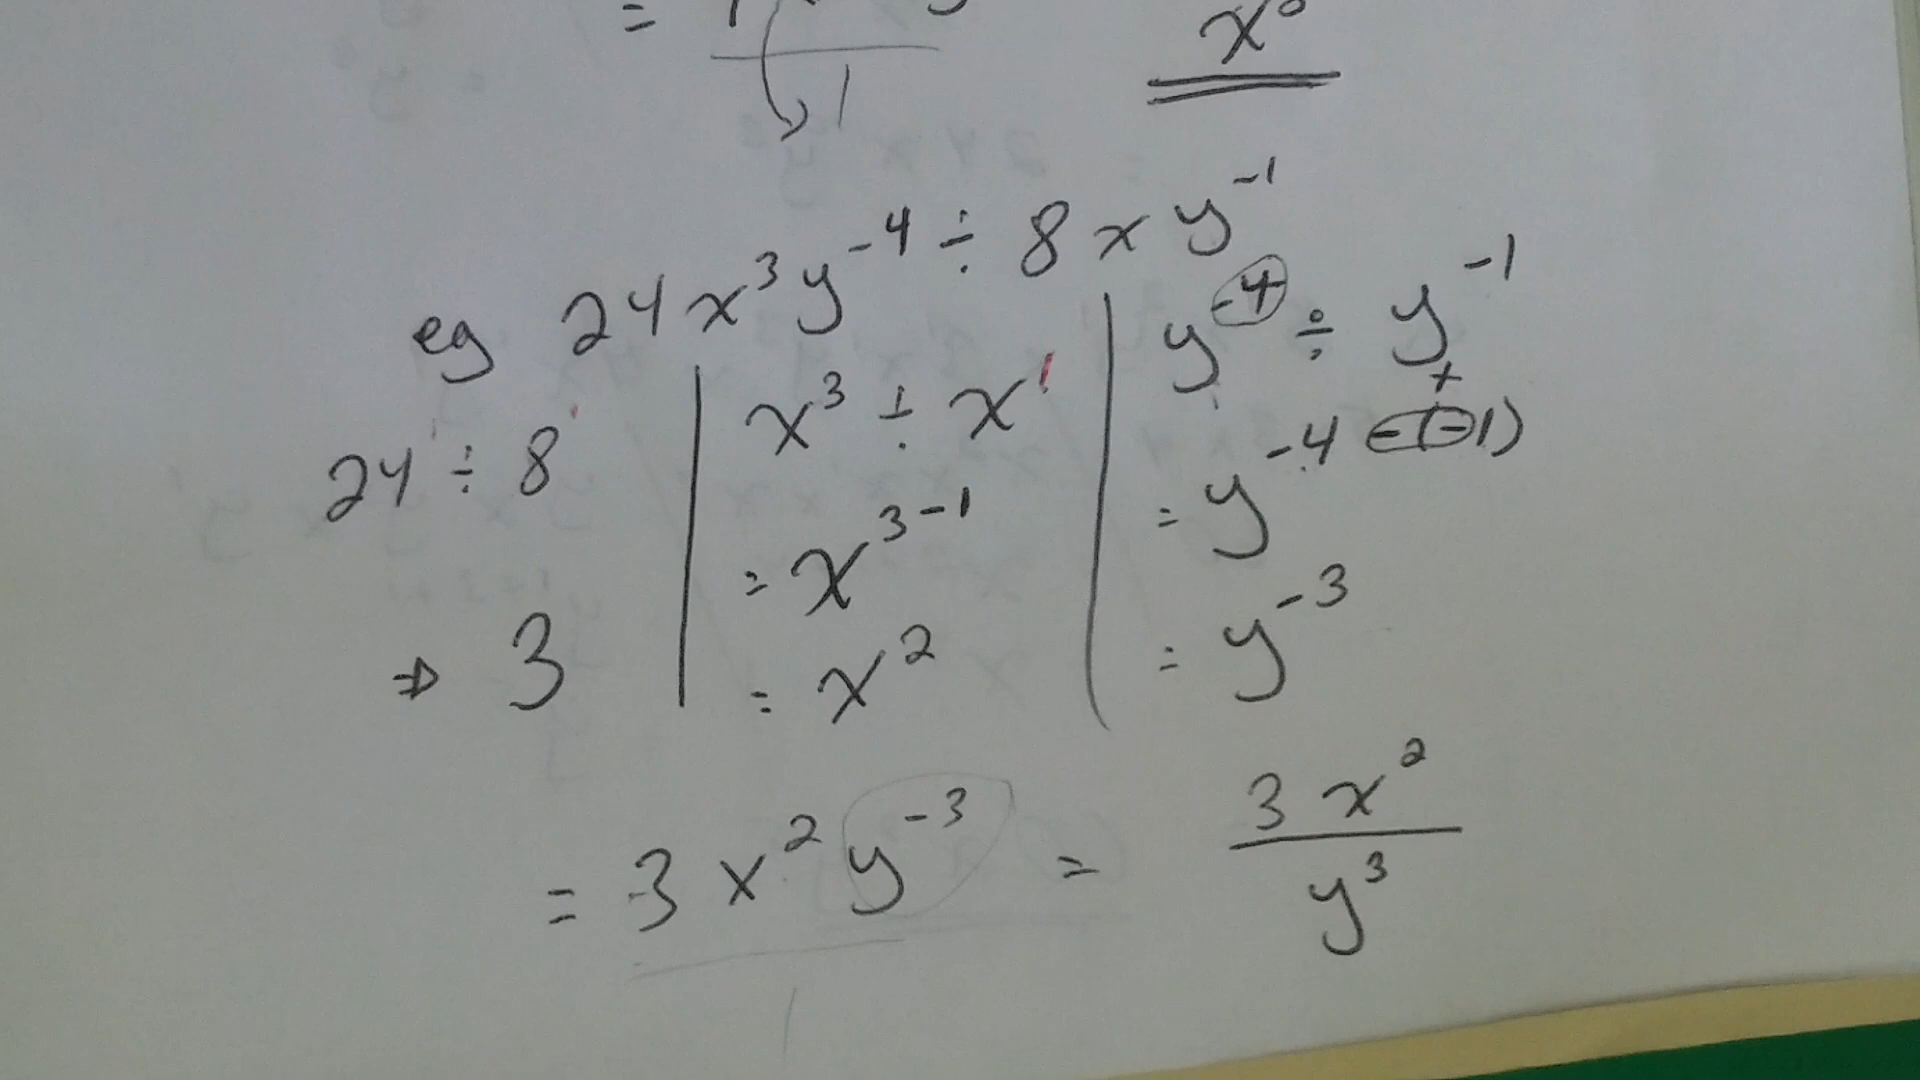 x⁰
1
eg 24x³y⁻⁴ ÷ 8xy⁻¹
24 ÷ 8 | x³ ÷ x¹ | y⁻⁴ ÷ y⁻¹
+
= x³⁻¹ | = y⁻⁴⁻⁽⁻¹⁾
⇒ 3 | = x² | = y⁻³
= 3x²y⁻³ = 3x²
y³